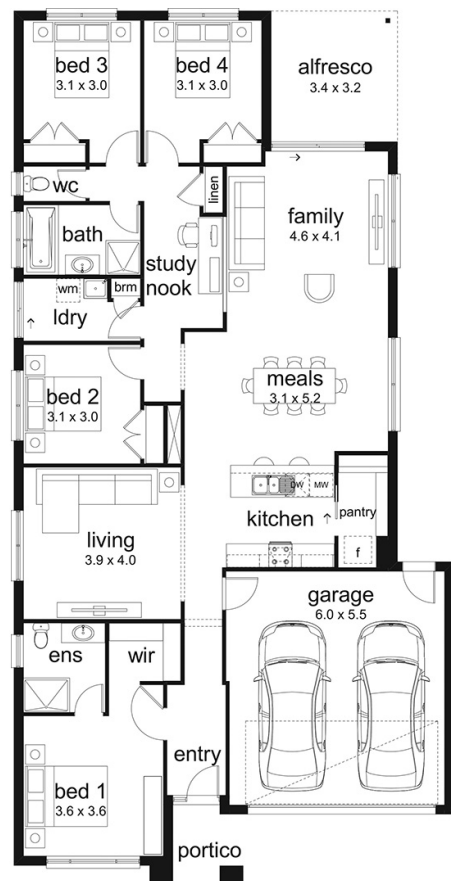 bed 3
3.1 x 3.0
bed 4
3.1 x 3.0
alfresco
3.4 x 3.2
wc
linen
family
4.6 x 4.1
bath
study
nook
wm
brm
ldry
bed 2
3.1 x 3.0
meals
3.1 x 5.2
DW
MW
kitchen
pantry
f
living
3.9 x 4.0
garage
6.0 x 5.5
ens
wir
entry
bed 1
3.6 x 3.6
portico